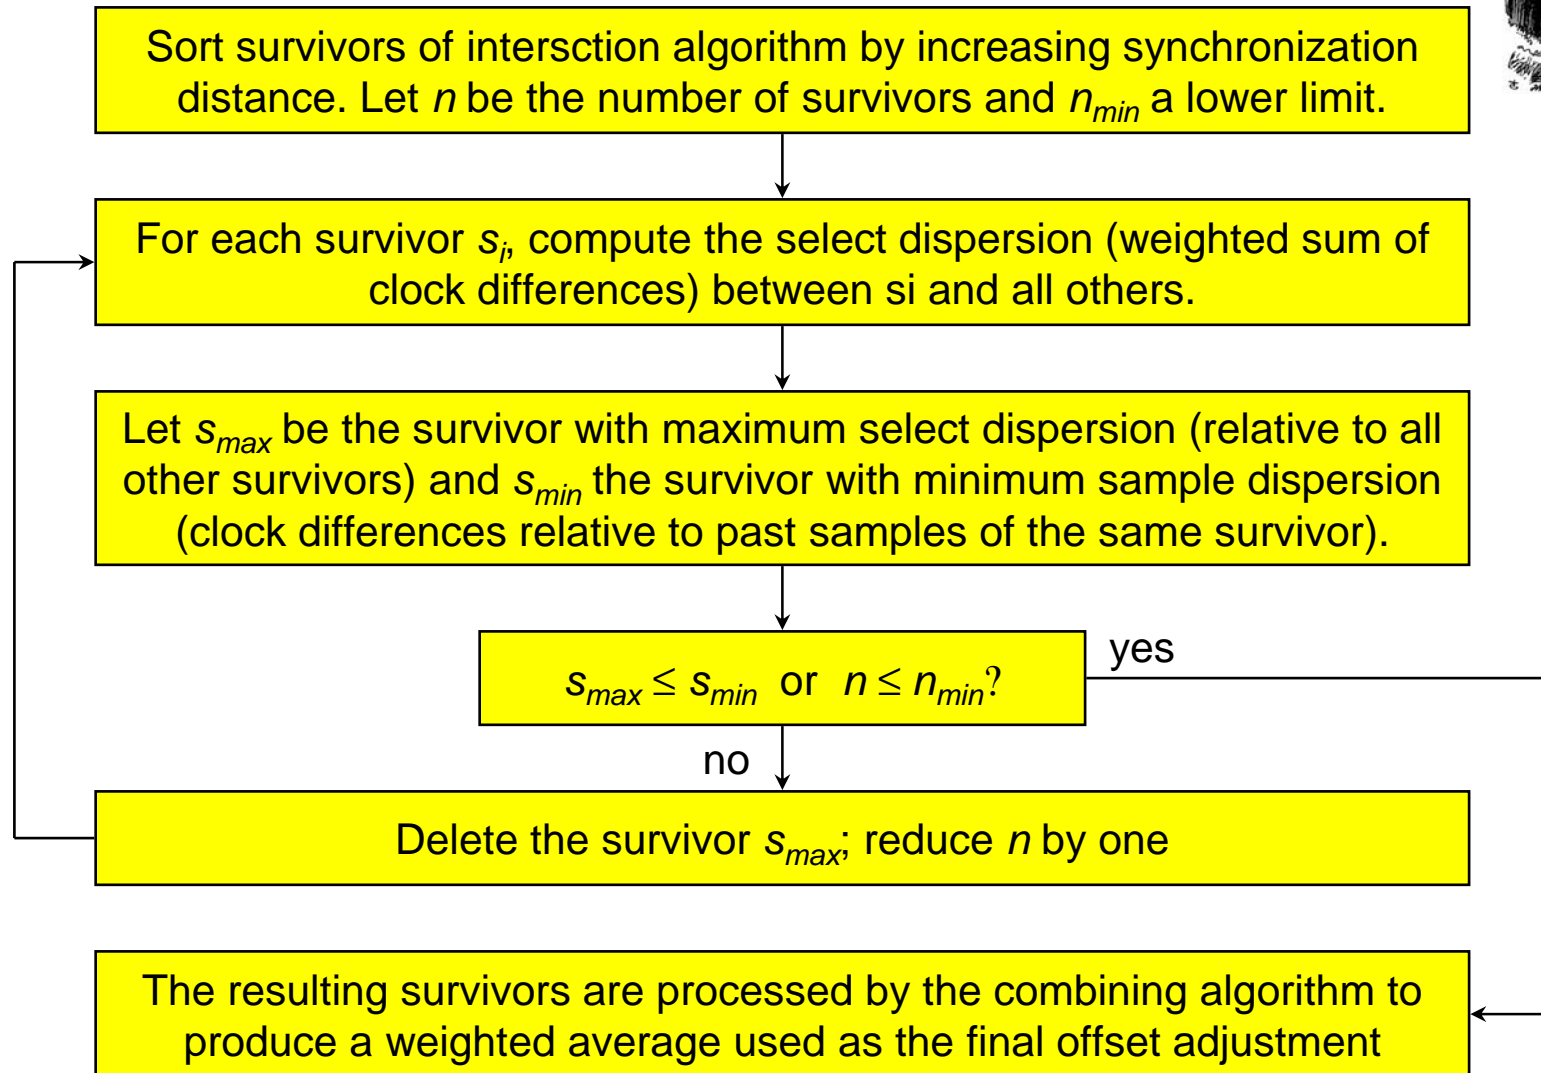 Sort survivors of intersction algorithm by increasing synchronization
distance. Let n be the number of survivors and nmin a lower limit.
For each survivor si, compute the select dispersion (weighted sum of
clock differences) between si and all others.
Let smax be the survivor with maximum select dispersion (relative to all
other survivors) and smin the survivor with minimum sample dispersion
(clock differences relative to past samples of the same survivor).
smax ≤ smin or n ≤ nmin?
yes
no
Delete the survivor smax; reduce n by one
The resulting survivors are processed by the combining algorithm to
produce a weighted average used as the final offset adjustment